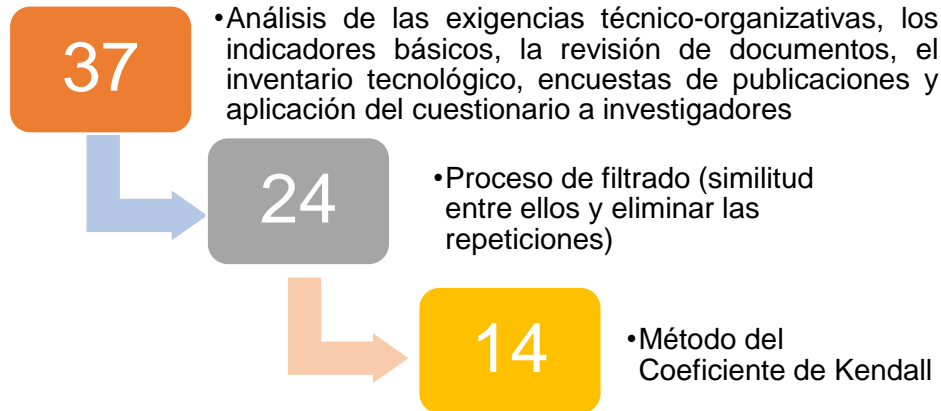 37
•Análisis de las exigencias técnico-organizativas, los
indicadores básicos, la revisión de documentos, el
inventario tecnológico, encuestas de publicaciones y
aplicación del cuestionario a investigadores
24
•Proceso de filtrado (similitud
entre ellos y eliminar las
repeticiones)
14
•Método del
Coeficiente de Kendall